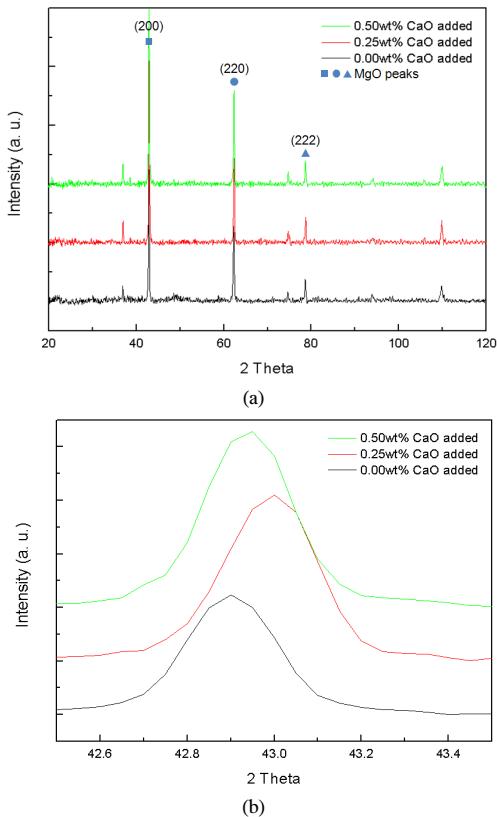 (200)
0.50wt% CaO added
0.25wt% CaO added
0.00wt% CaO added
MgO peaks
(220)
(222)
Intensity (a. u.)
20 40 60 80 100 120
2 Theta
(a)
0.50wt% CaO added
0.25wt% CaO added
0.00wt% CaO added
Intensity (a. u.)
42.6 42.8 43.0 43.2 43.4
2 Theta
(b)